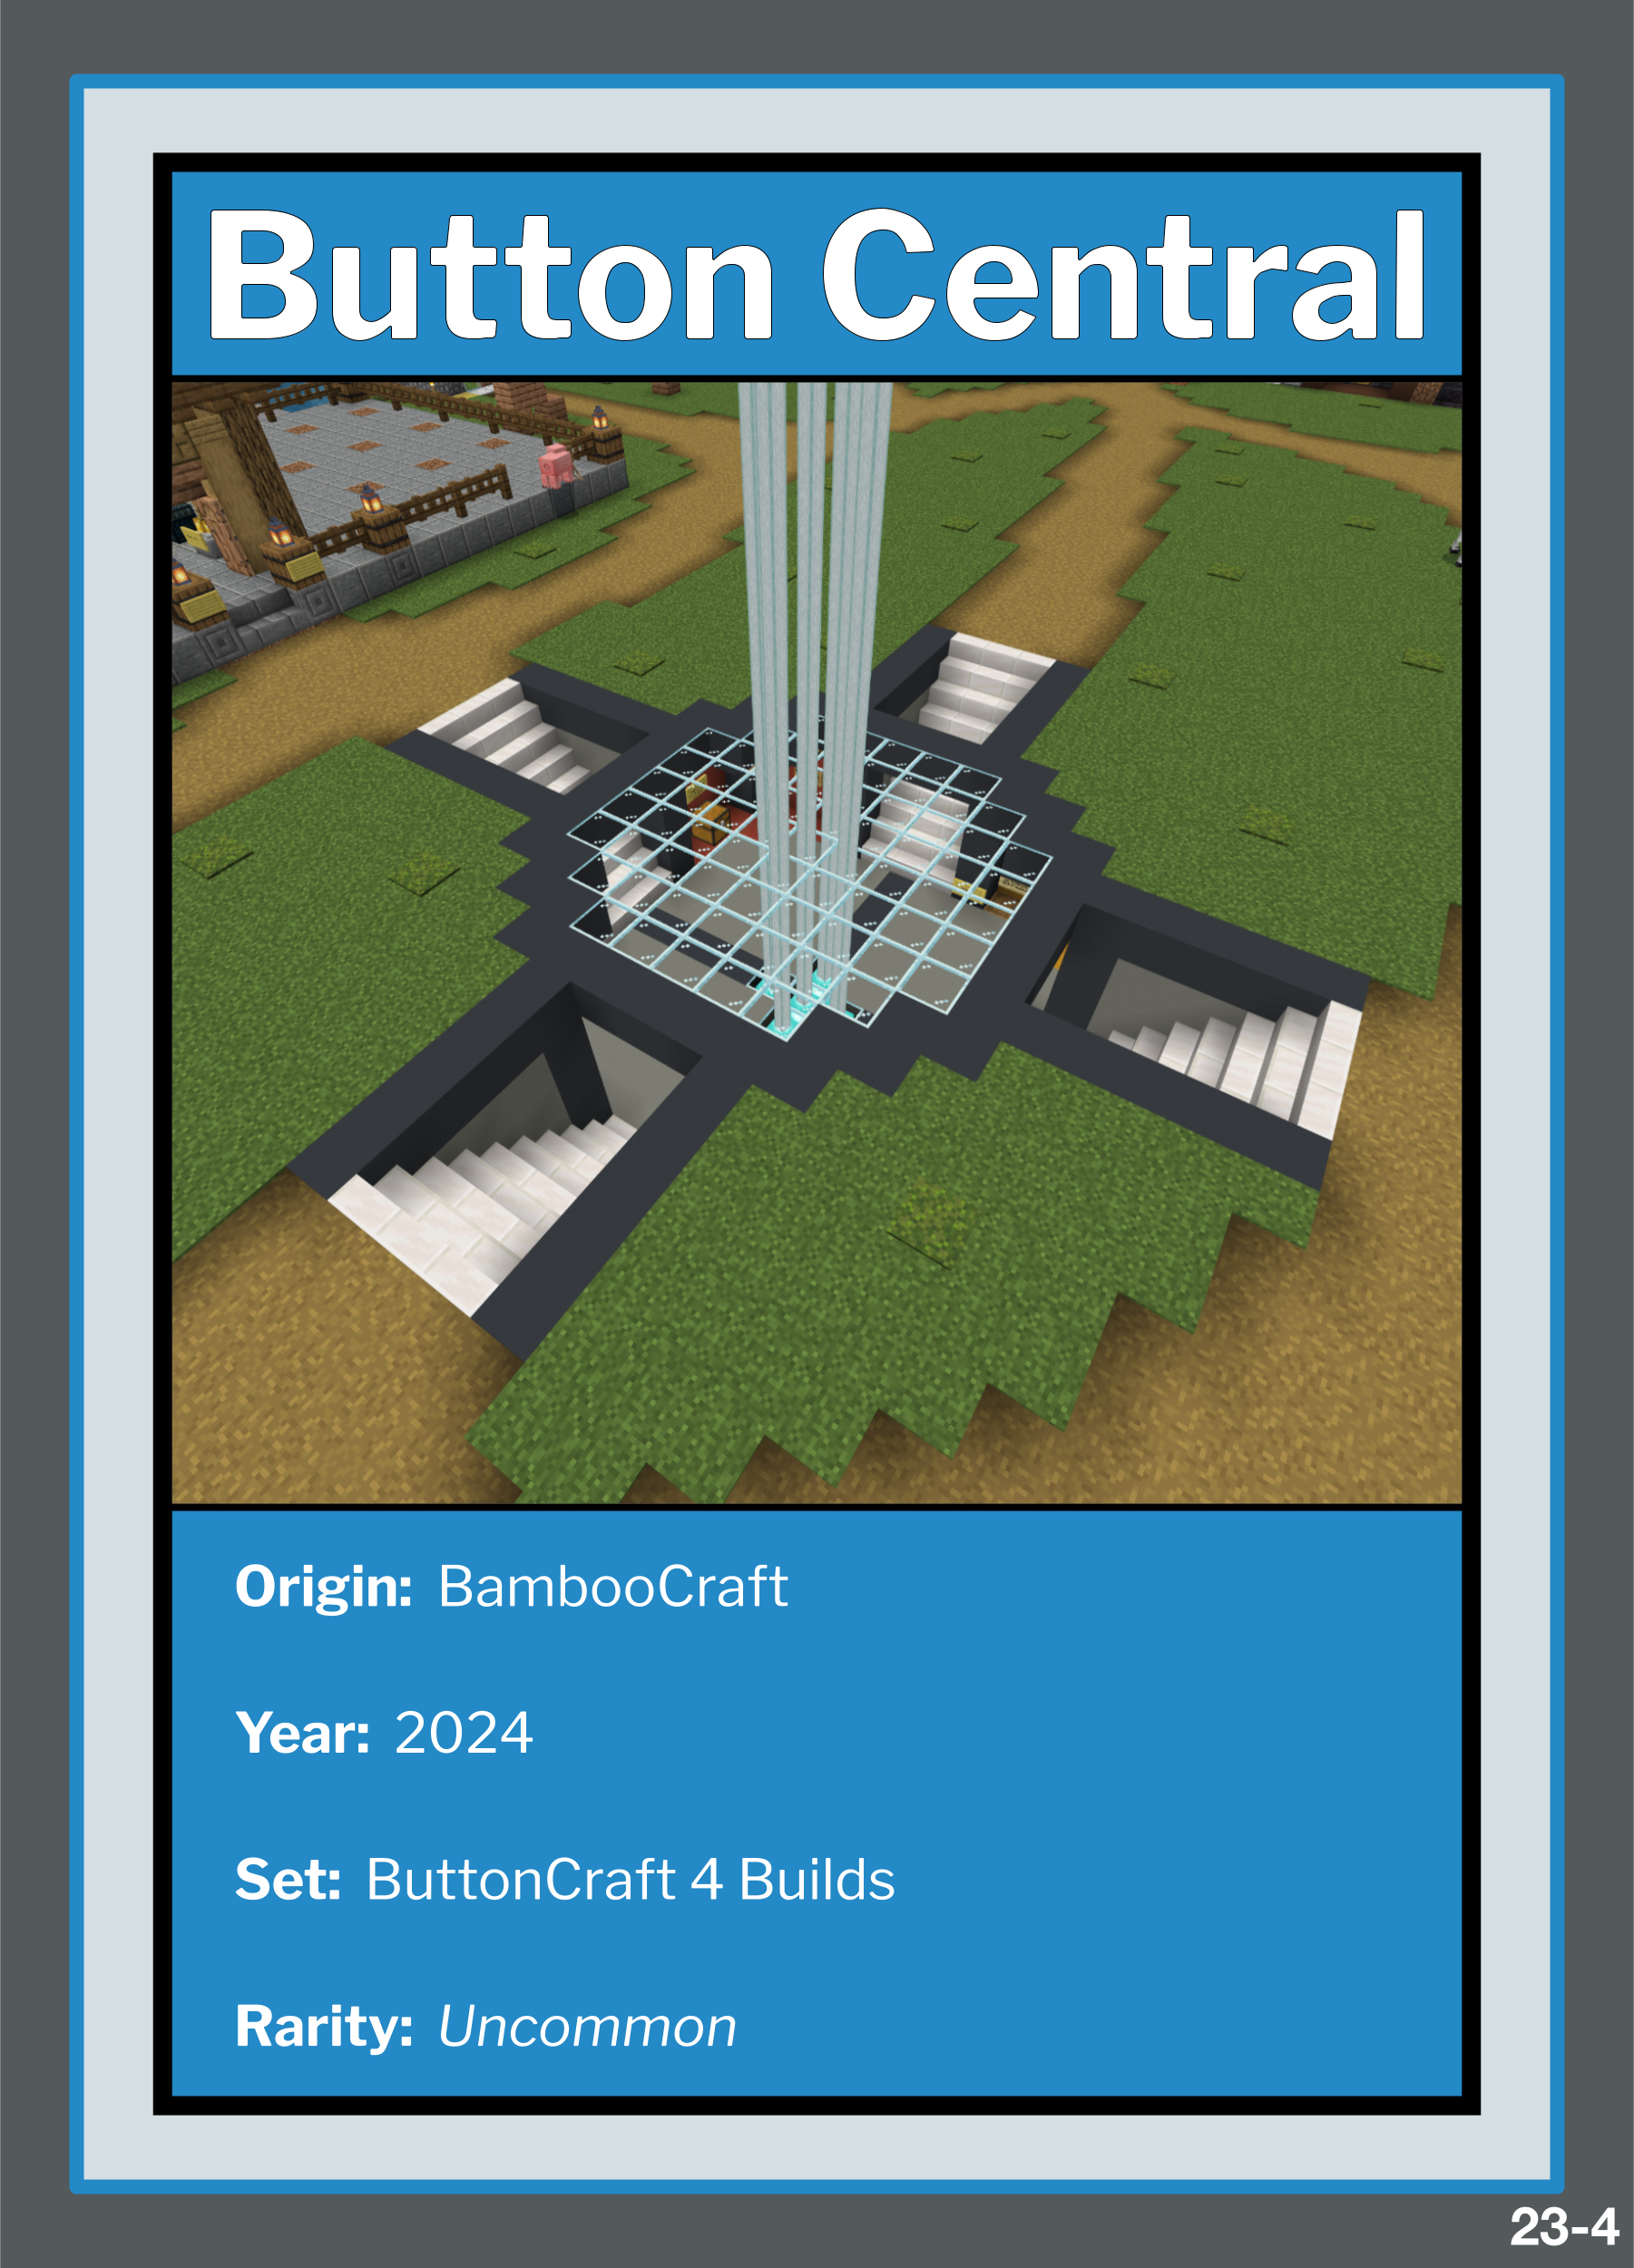 Button Central
Origin: BambooCraft
Year: 2024
Set: ButtonCraft 4 Builds
Rarity: Uncommon
23-4